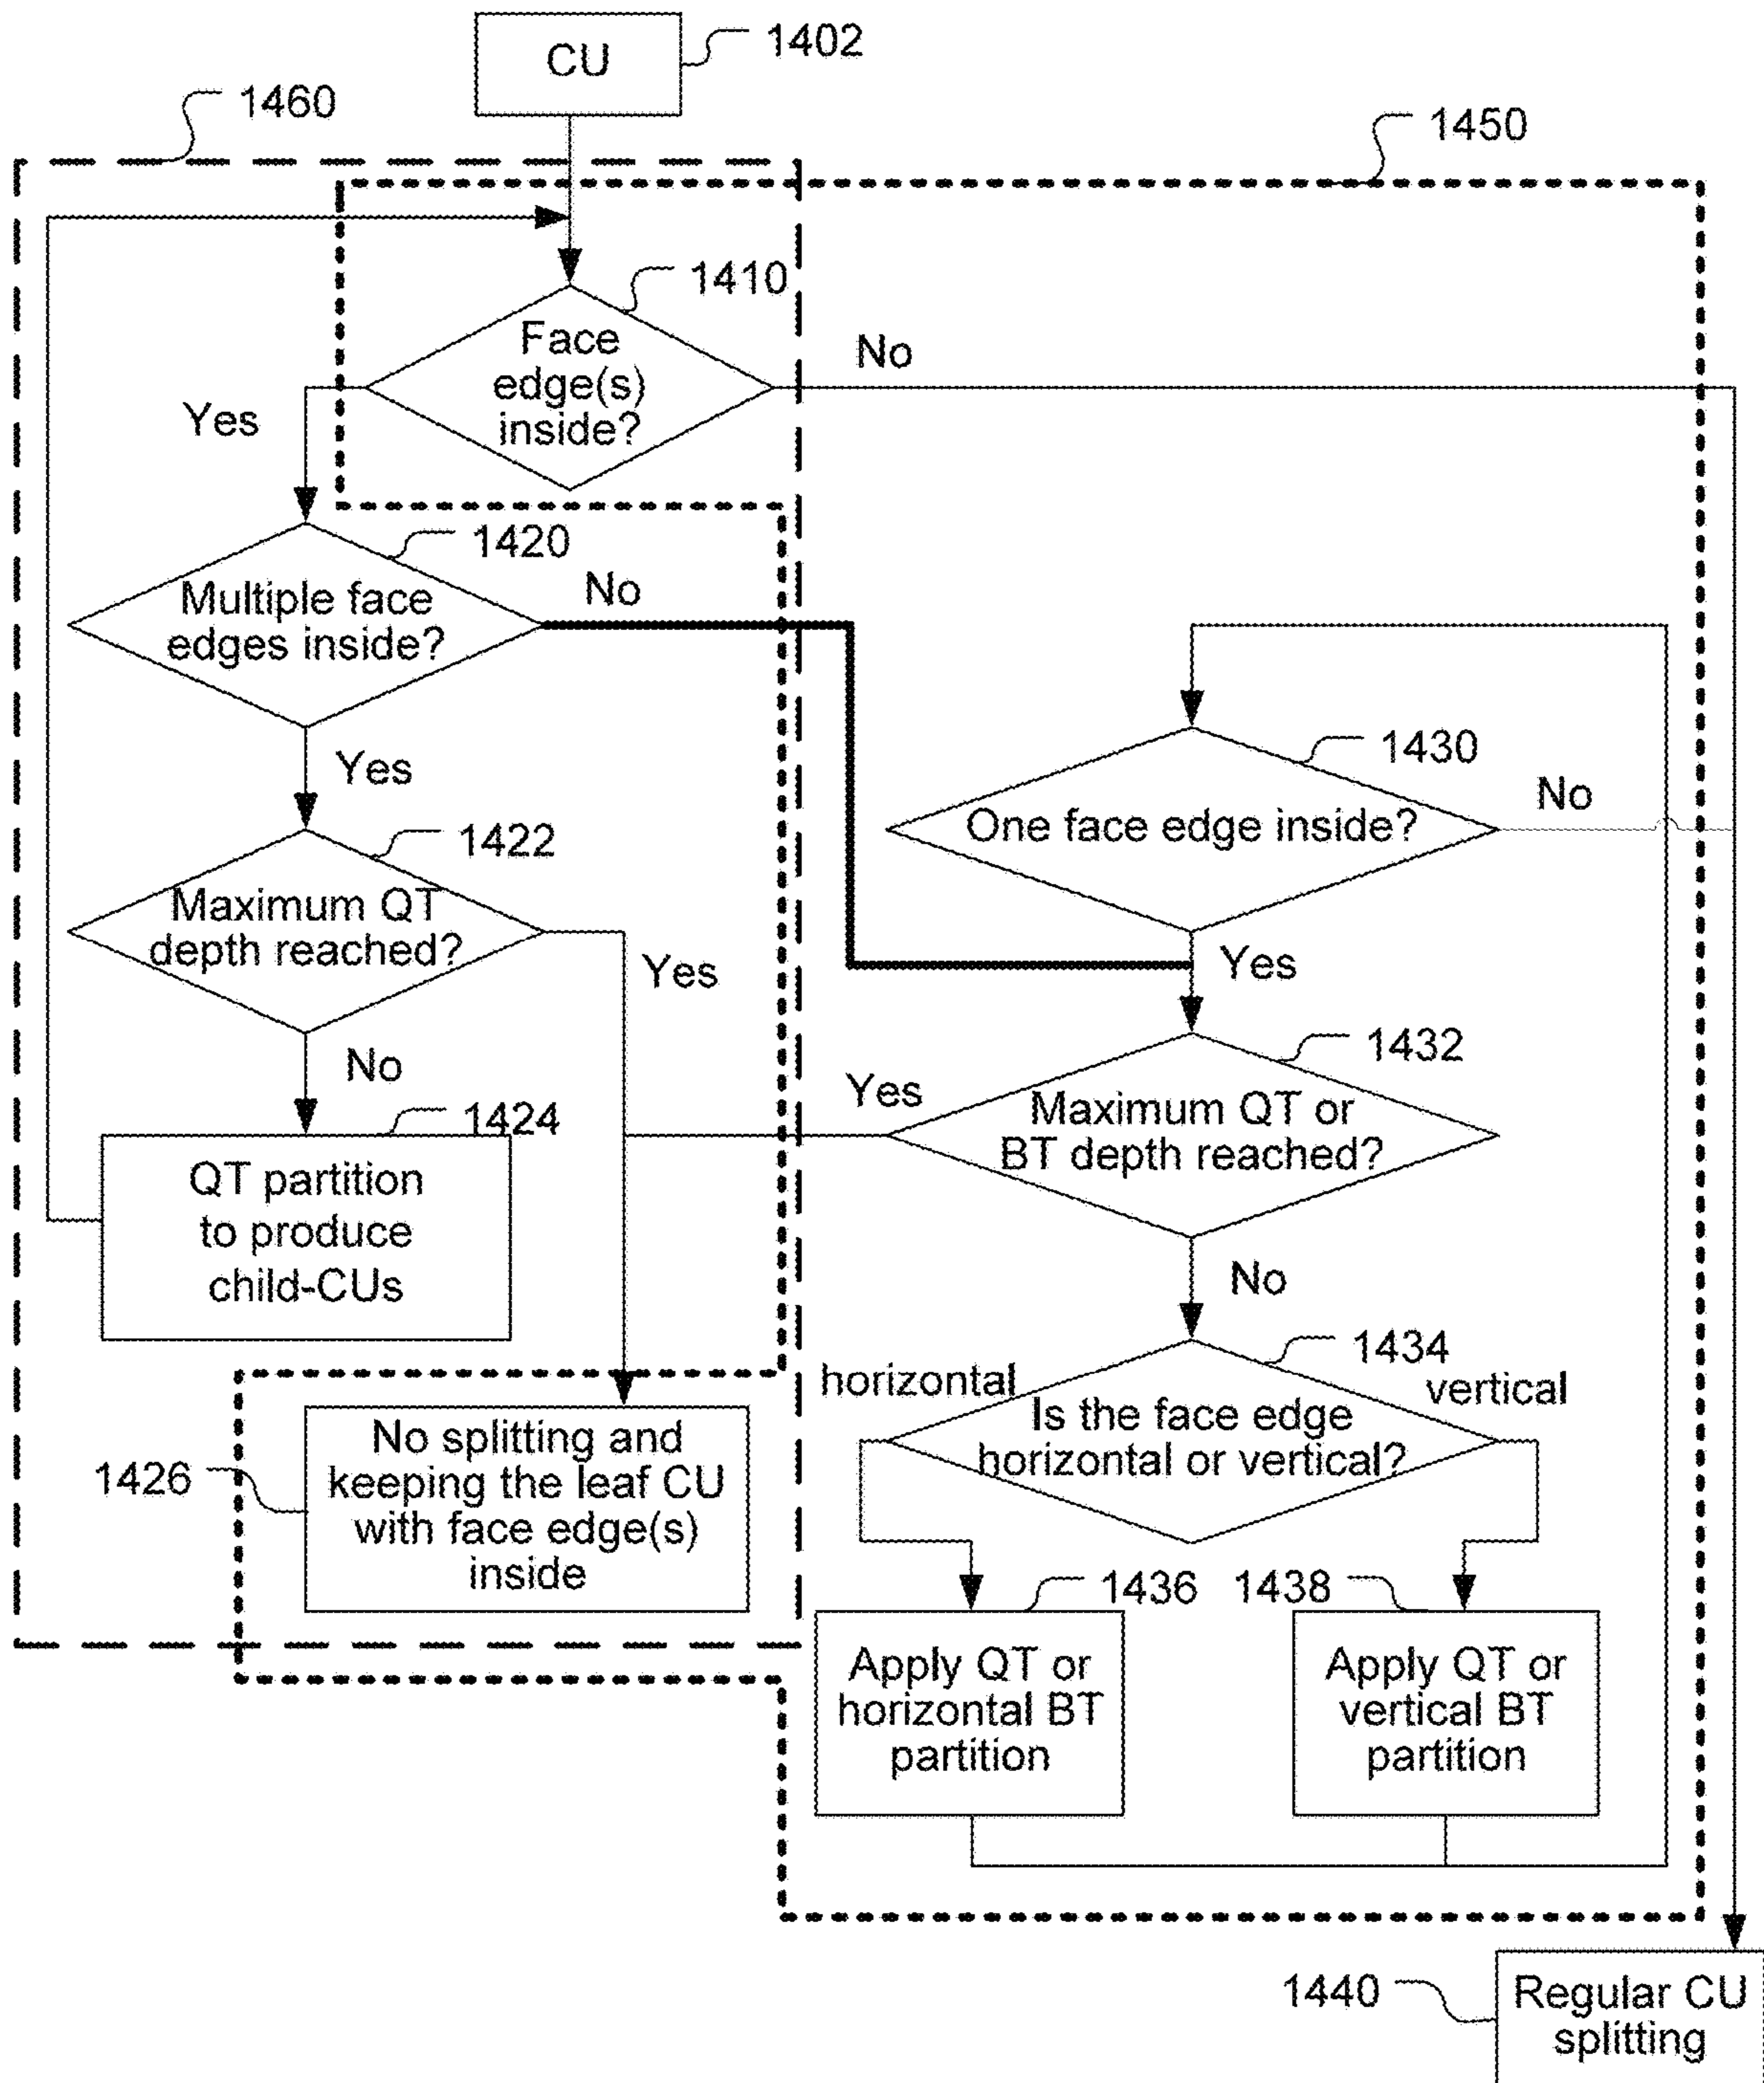 CU
1402
1460
1450
1410
Face
edge(s)
inside?
No
Yes
1420
Multiple face
edges inside?
No
1430
One face edge inside?
No
Yes
1422
Maximum QT
depth reached?
Yes
Yes
1432
Maximum QT or
BT depth reached?
Yes
No
1424
QT partition
to produce
child-CUs
No
1434
horizontal
vertical
Is the face edge
horizontal or vertical?
1426
No splitting and
keeping the leaf CU
with face edge(s)
inside
1436
1438
Apply QT or
horizontal BT
partition
Apply QT or
vertical BT
partition
1440
Regular CU
splitting